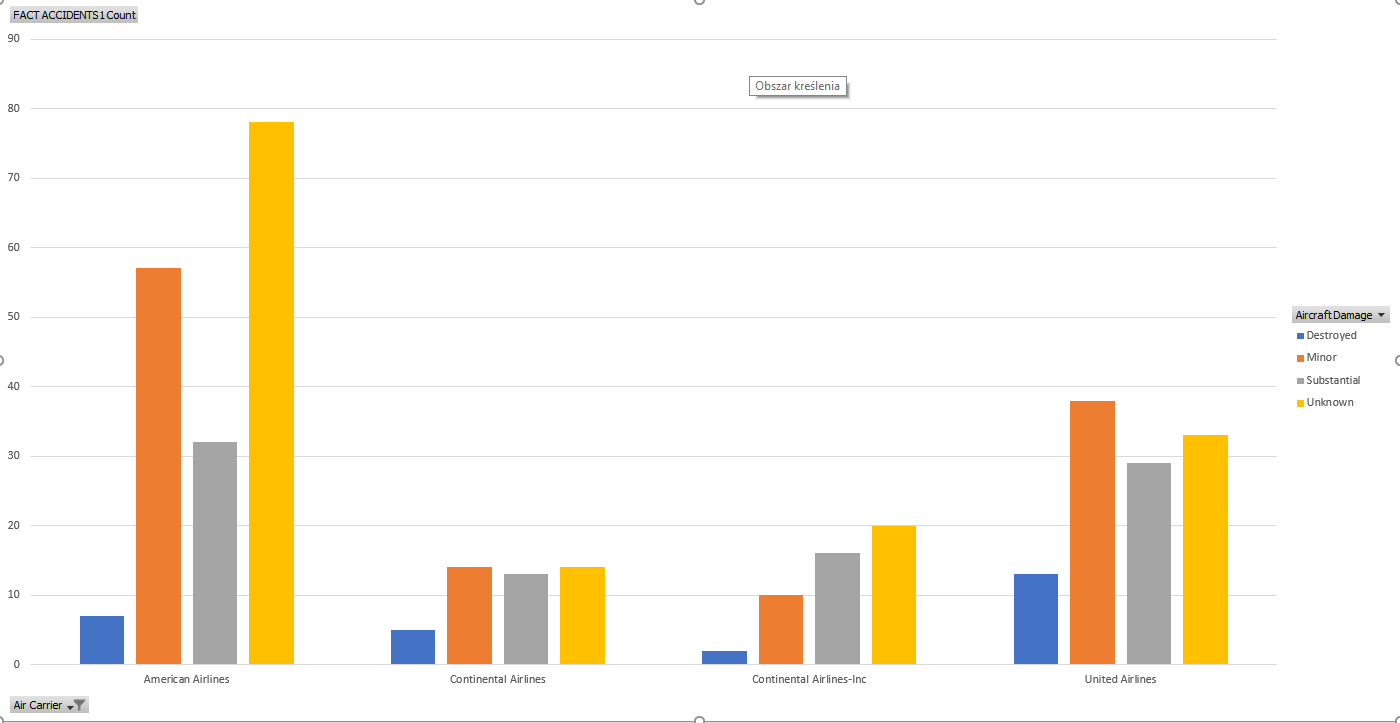 FACT ACCIDENTS1 Count
90
80
70
60
50
40
30
20
10
0
Obszar kreślenia
American Airlines
Continental Airlines
Continental Airlines-Inc
United Airlines
Aircraft Damage
Destroyed
Minor
Substantial
Unknown
Air Carrier